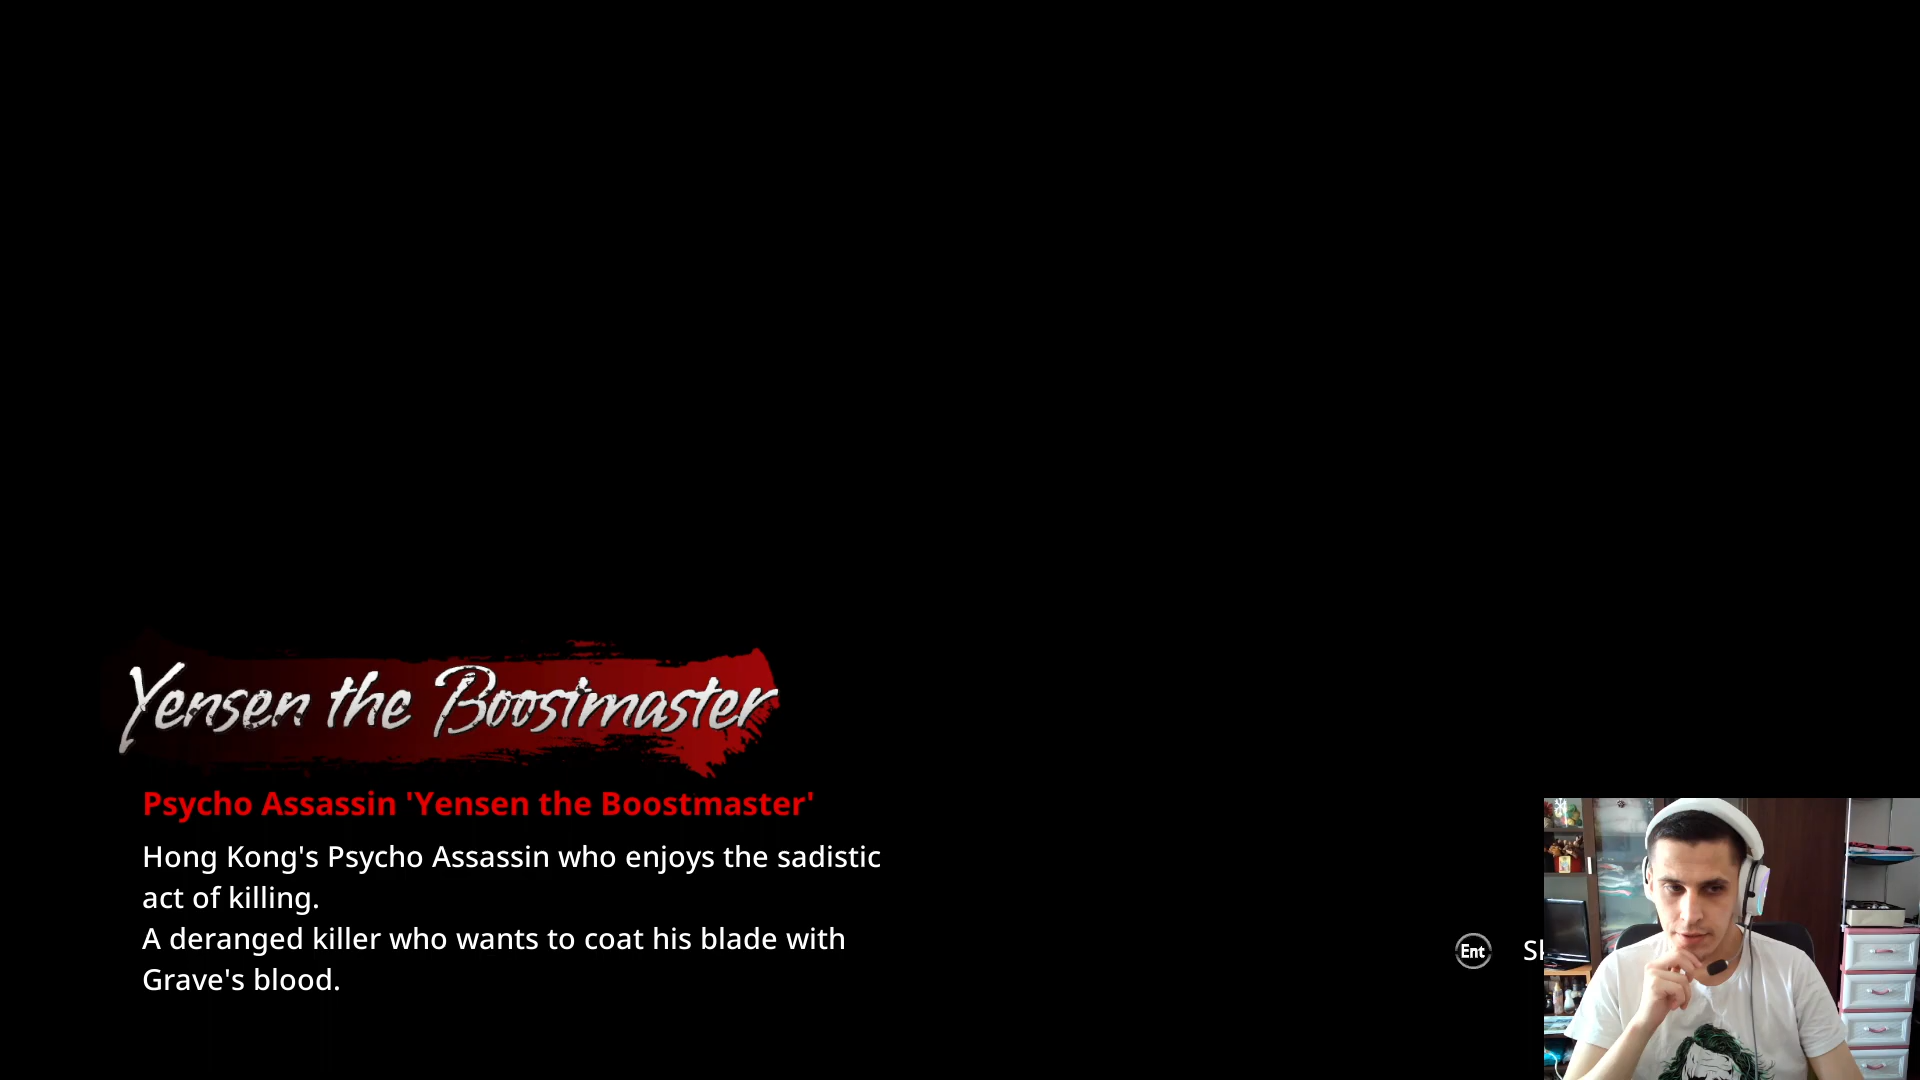 Yensen the Boostmaster
Psycho Assassin 'Yensen the Boostmaster'
Hong Kong's Psycho Assassin who enjoys the sadistic
act of killing.
A deranged killer who wants to coat his blade with
Grave's blood.
Ent